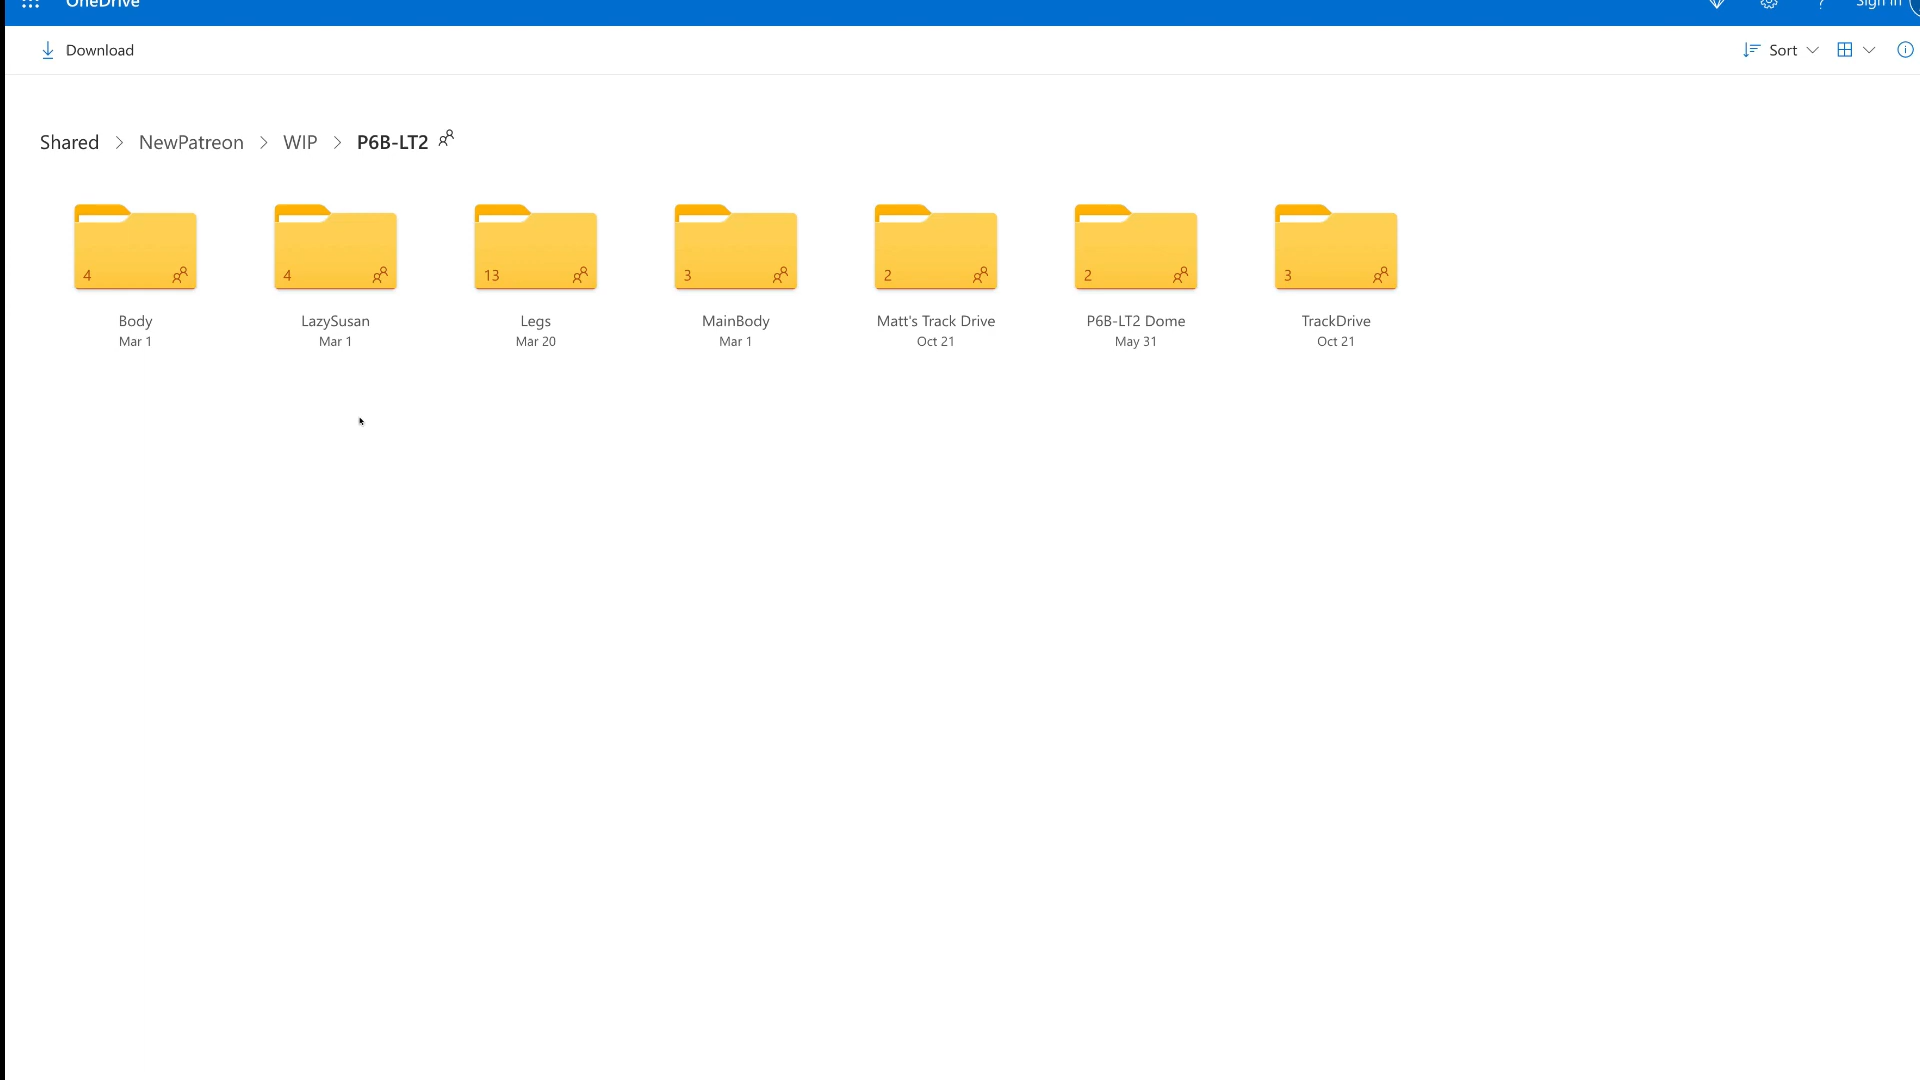 OneDrive
Sign in
Download
Sort
Shared > NewPatreon > WIP > P6B-LT2
4 4 13 3 2 2 3
Body LazySusan Legs MainBody Matt's Track Drive P6B-LT2 Dome TrackDrive
Mar 1 Mar 1 Mar 20 Mar 1 Oct 21 May 31 Oct 21